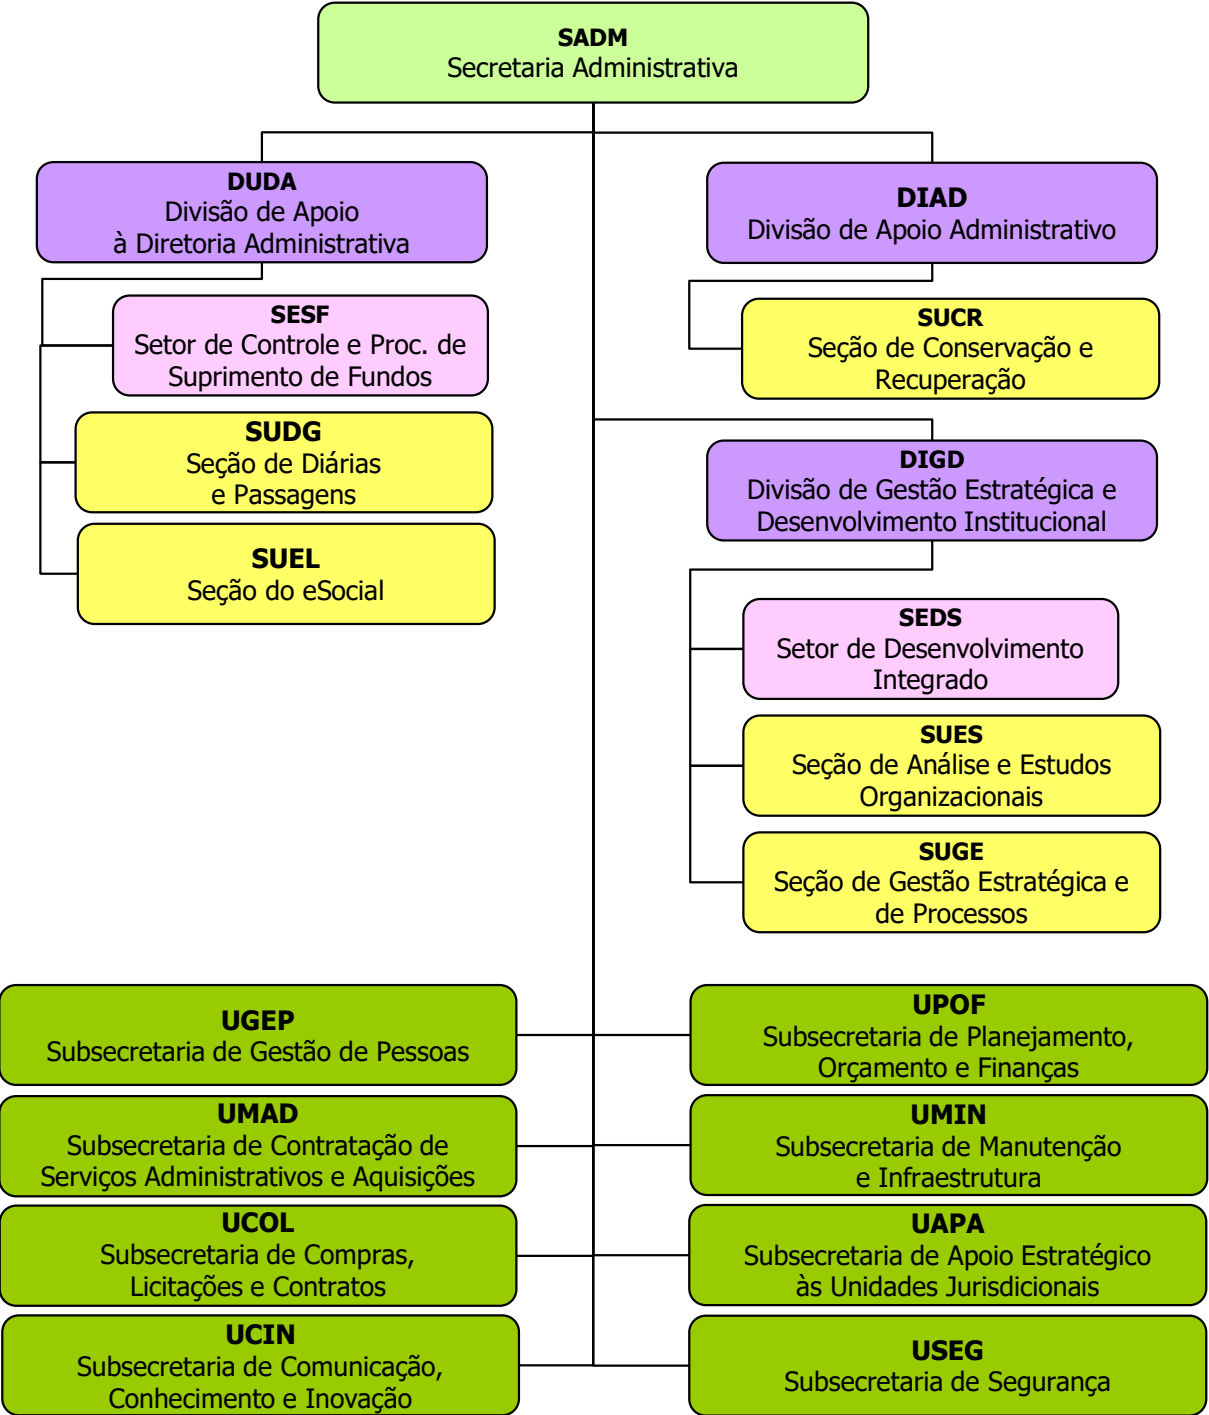 SADM
Secretaria Administrativa
DUDA
Divisão de Apoio
à Diretoria Administrativa
SESF
Setor de Controle e Proc. de
Suprimento de Fundos
SUDG
Seção de Diárias
e Passagens
SUEL
Seção do eSocial
DIAD
Divisão de Apoio Administrativo
SUCR
Seção de Conservação e
Recuperação
DIGD
Divisão de Gestão Estratégica e
Desenvolvimento Institucional
SEDS
Setor de Desenvolvimento
Integrado
SUES
Seção de Análise e Estudos
Organizacionais
SUGE
Seção de Gestão Estratégica e
de Processos
UGEP
Subsecretaria de Gestão de Pessoas
UPOF
Subsecretaria de Planejamento,
Orçamento e Finanças
UMAD
Subsecretaria de Contratação de
Serviços Administrativos e Aquisições
UMIN
Subsecretaria de Manutenção
e Infraestrutura
UCOL
Subsecretaria de Compras,
Licitações e Contratos
UAPA
Subsecretaria de Apoio Estratégico
às Unidades Jurisdicionais
UCIN
Subsecretaria de Comunicação,
Conhecimento e Inovação
USEG
Subsecretaria de Segurança